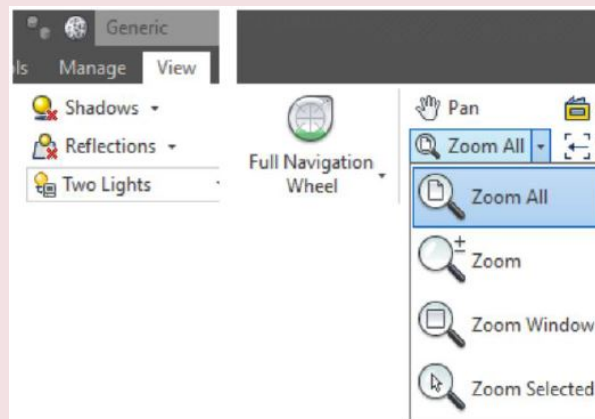 Generic
ls Manage View
Shadows
Reflections
Two Lights
Full Navigation
Wheel
Pan
Zoom All
Zoom All
Zoom
Zoom Window
Zoom Selected